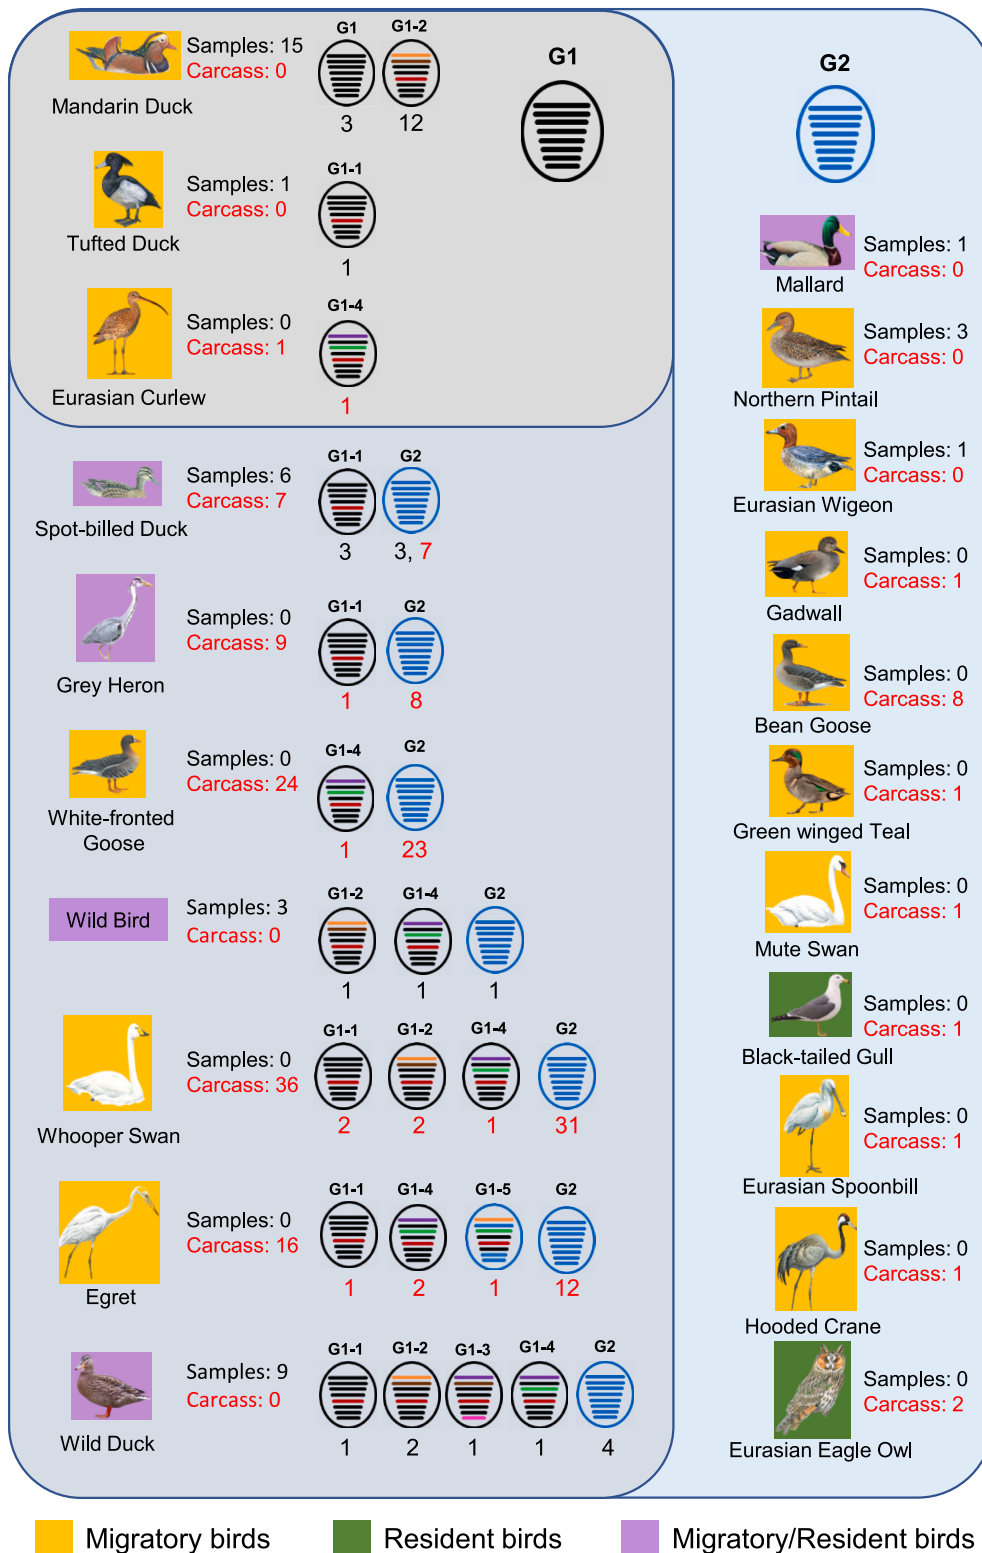 Samples: 15
Carcass: 0
Mandarin Duck
G1
G1-2
3
12
G1
Samples: 1
Carcass: 0
Tufted Duck
G1-1
1
Samples: 0
Carcass: 1
Eurasian Curlew
G1-4
1
Samples: 6
Carcass: 7
Spot-billed Duck
G1-1
G2
3
3, 7
Samples: 0
Carcass: 9
Grey Heron
G1-1
G2
1
8
Samples: 0
Carcass: 24
White-fronted
Goose
G1-4
G2
1
23
Wild Bird
Samples: 3
Carcass: 0
G1-2
G1-4
G2
1
1
1
Samples: 0
Carcass: 36
Whooper Swan
G1-1
G1-2
G1-4
G2
2
2
1
31
Samples: 0
Carcass: 16
Egret
G1-1
G1-4
G1-5
G2
1
2
1
12
Samples: 9
Carcass: 0
Wild Duck
G1-1
G1-2
G1-3
G1-4
G2
1
2
1
1
4
G2
Samples: 1
Carcass: 0
Mallard
Samples: 3
Carcass: 0
Northern Pintail
Samples: 1
Carcass: 0
Eurasian Wigeon
Samples: 0
Carcass: 1
Gadwall
Samples: 0
Carcass: 8
Bean Goose
Samples: 0
Carcass: 1
Green winged Teal
Samples: 0
Carcass: 1
Mute Swan
Samples: 0
Carcass: 1
Black-tailed Gull
Samples: 0
Carcass: 1
Eurasian Spoonbill
Samples: 0
Carcass: 1
Hooded Crane
Samples: 0
Carcass: 2
Eurasian Eagle Owl
Migratory birds
Resident birds
Migratory/Resident birds